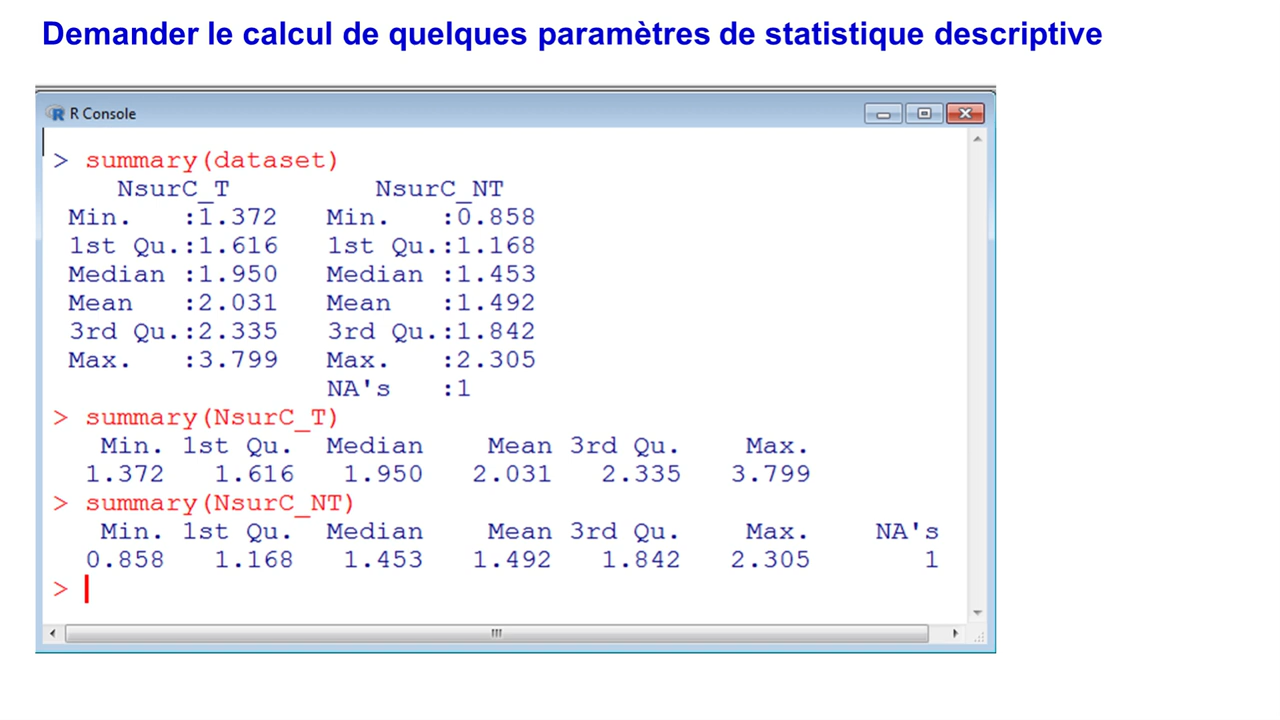 Demander le calcul de quelques paramètres de statistique descriptive
R Console
> summary(dataset)
NsurC_T NsurC_NT
Min. :1.372 Min. :0.858
1st Qu.:1.616 1st Qu.:1.168
Median :1.950 Median :1.453
Mean :2.031 Mean :1.492
3rd Qu.:2.335 3rd Qu.:1.842
Max. :3.799 Max. :2.305
NA's :1
> summary(NsurC_T)
Min. 1st Qu. Median Mean 3rd Qu. Max.
1.372 1.616 1.950 2.031 2.335 3.799
> summary(NsurC_NT)
Min. 1st Qu. Median Mean 3rd Qu. Max. NA's
0.858 1.168 1.453 1.492 1.842 2.305 1
>